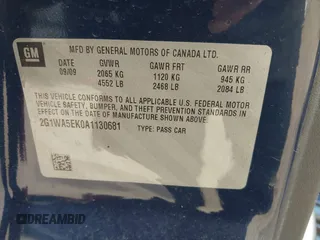 GM
MFD BY GENERAL MOTORS OF CANADA LTD.
DATE GVWR GAWR FRT GAWR RR
09/09 2065 KG 1120 KG 945 KG
4552 LB 2468 LB 2084 LB
THIS VEHICLE CONFORMS TO ALL APPLICABLE U.S. FEDERAL MOTOR
VEHICLE SAFETY, BUMPER, AND THEFT PREVENTION STANDARDS
IN EFFECT ON THE DATE OF MANUFACTURE SHOWN ABOVE.
2G1WA5EK0A1130681 TYPE: PASS CAR
DREAMBID